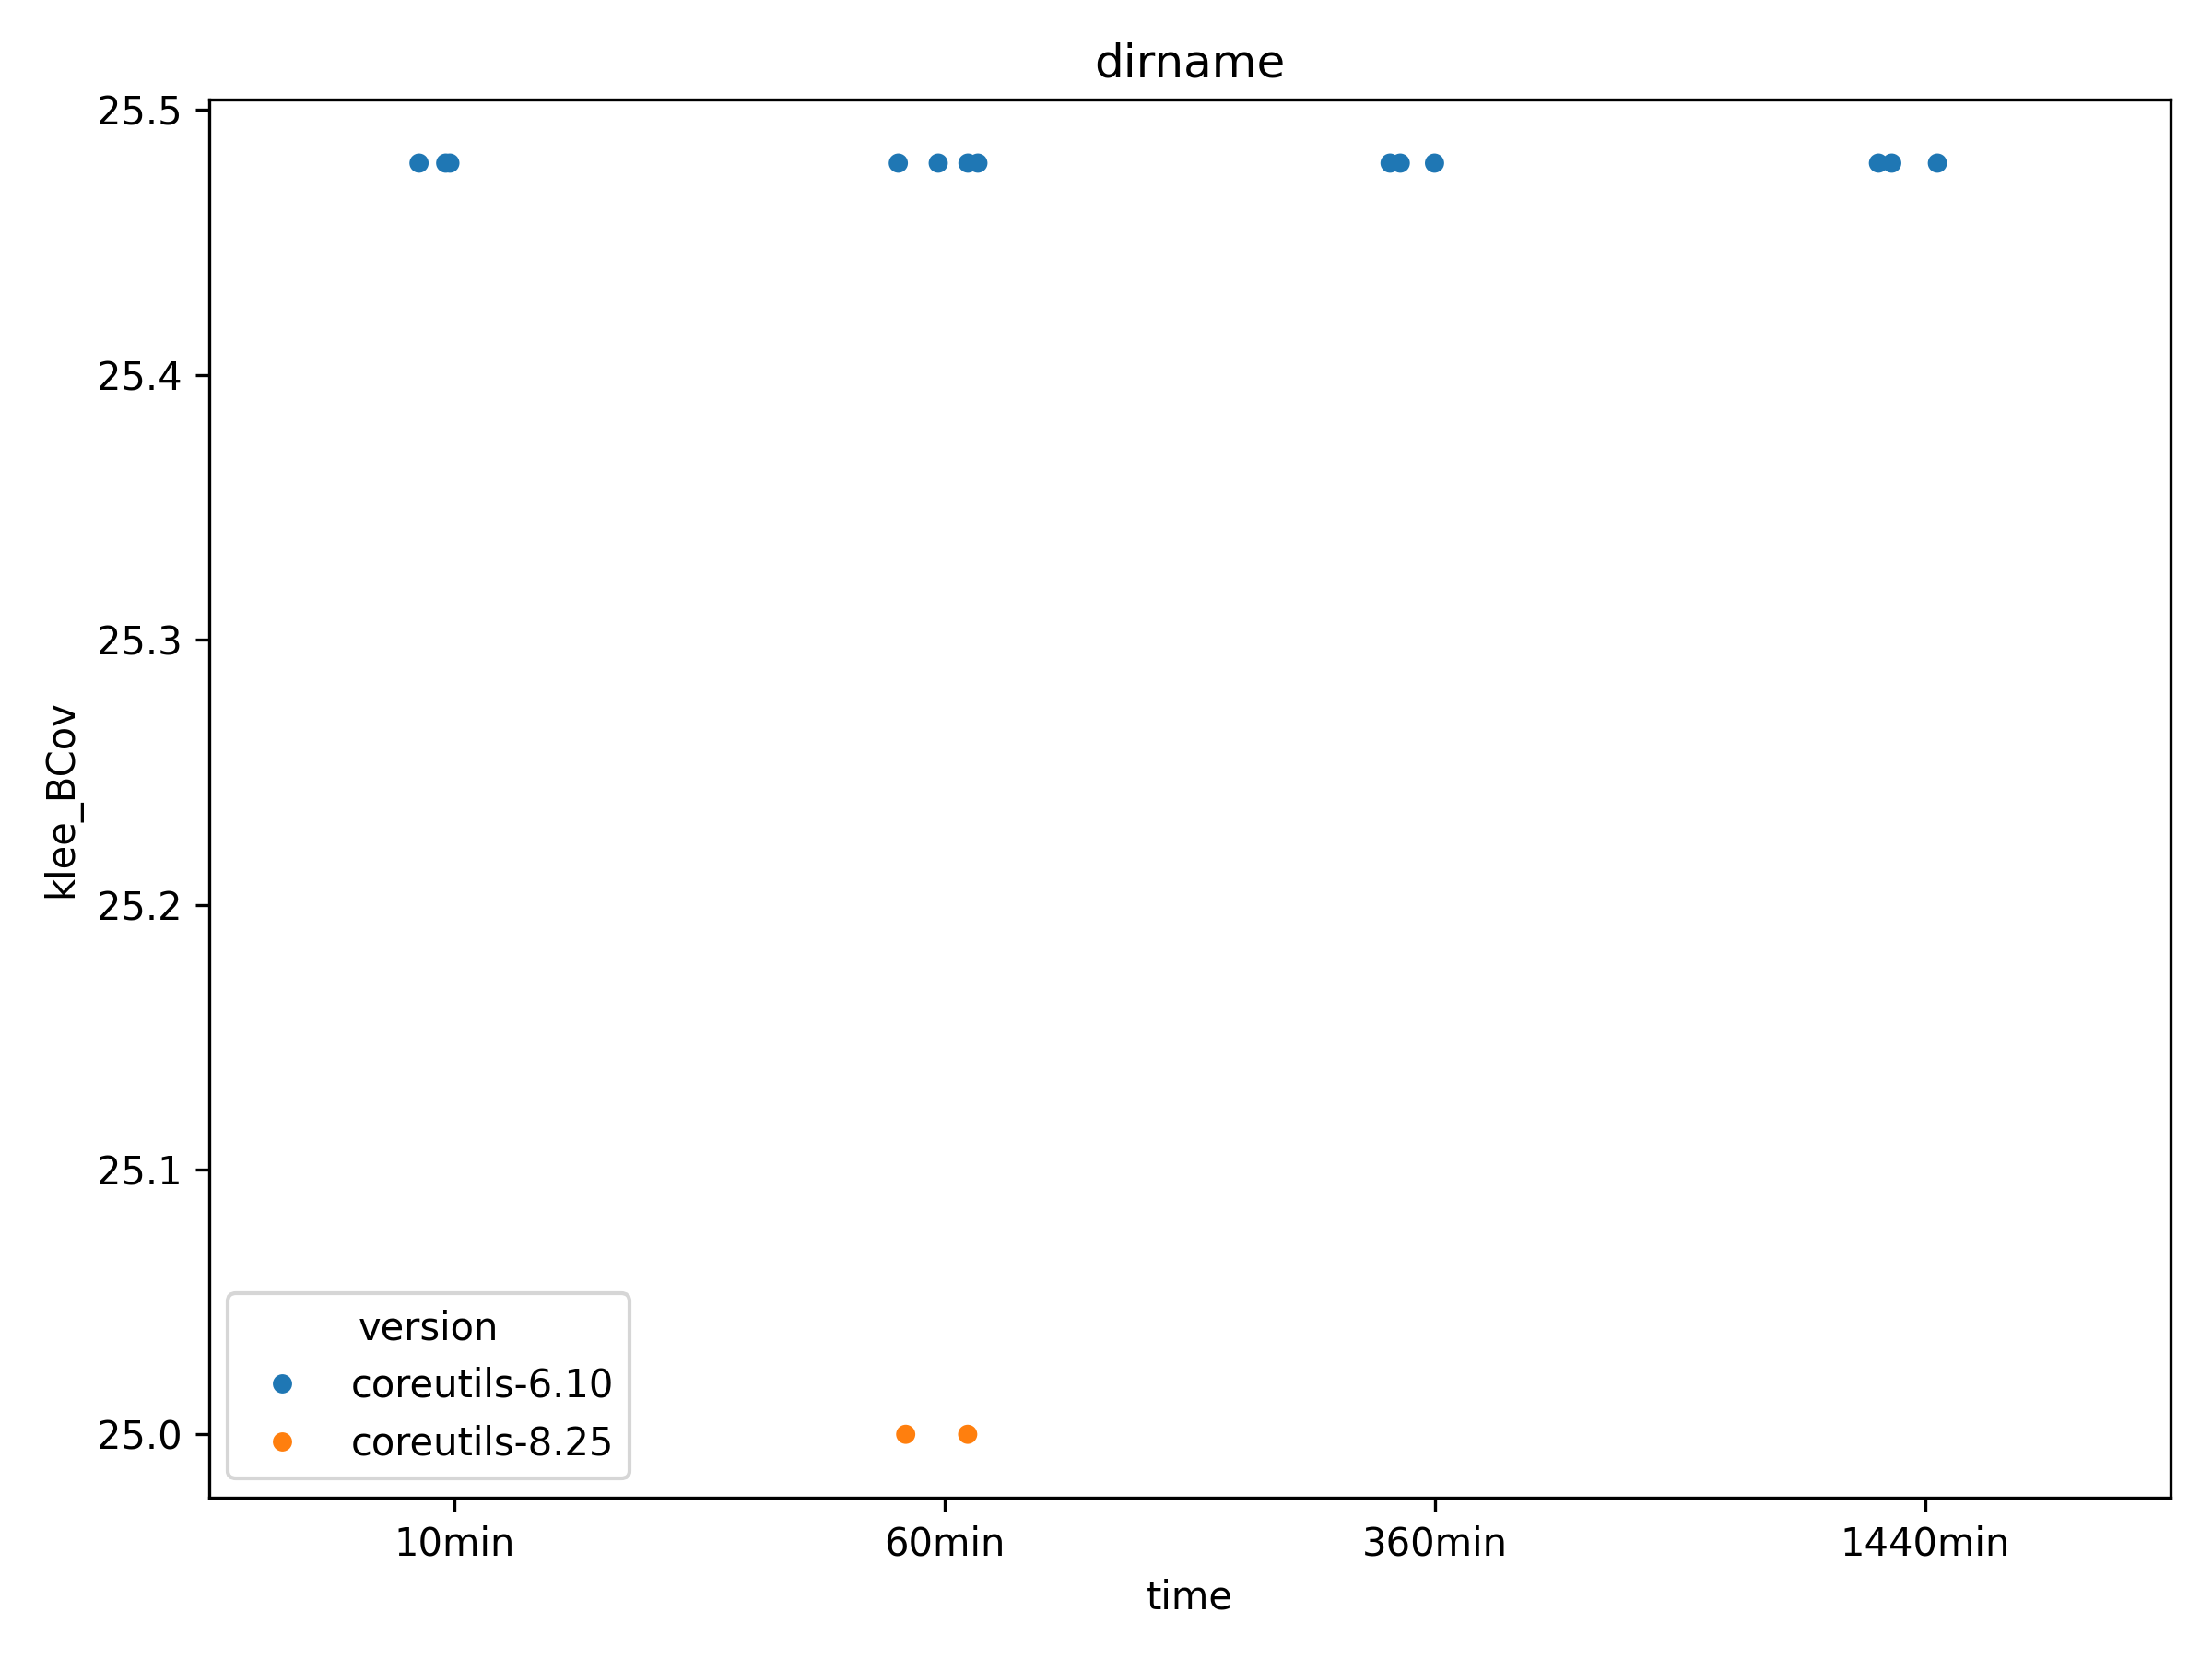 dirname
25.5
25.4
25.3
25.2
25.1
25.0
klee_BCov
version
coreutils-6.10
coreutils-8.25
10min 60min 360min 1440min
time